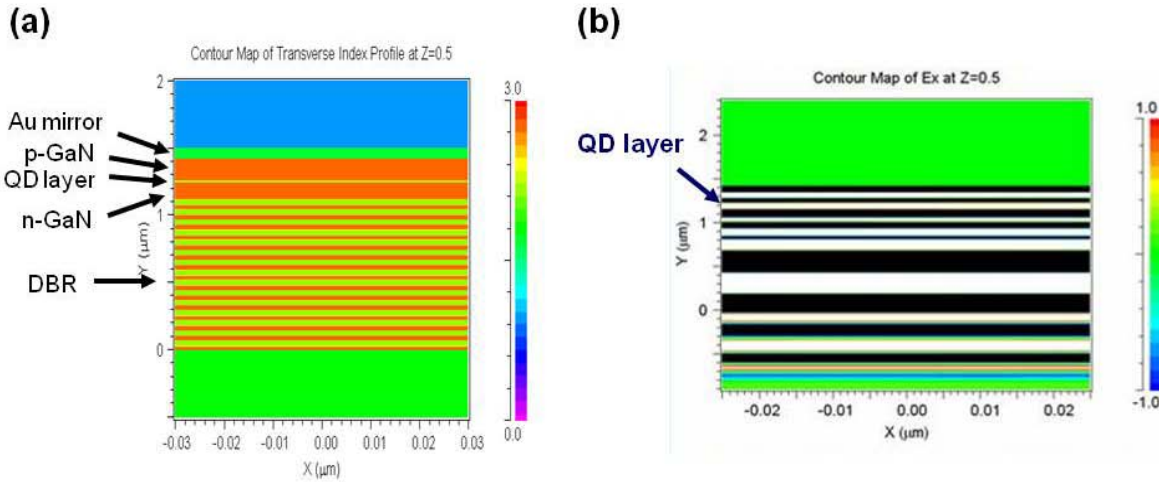 (a)
Contour Map of Transverse Index Profile at Z=0.5
Au mirror
p-GaN
QD layer
n-GaN
DBR
Y (μm)
2
1
0
-0.03 -0.02 -0.01 0.00 0.01 0.02 0.03
X (μm)
3.0
0.0
(b)
Contour Map of Ex at Z=0.5
QD layer
Y (μm)
2
1
0
-0.02 -0.01 0.00 0.01 0.02
X (μm)
1.0
-1.0